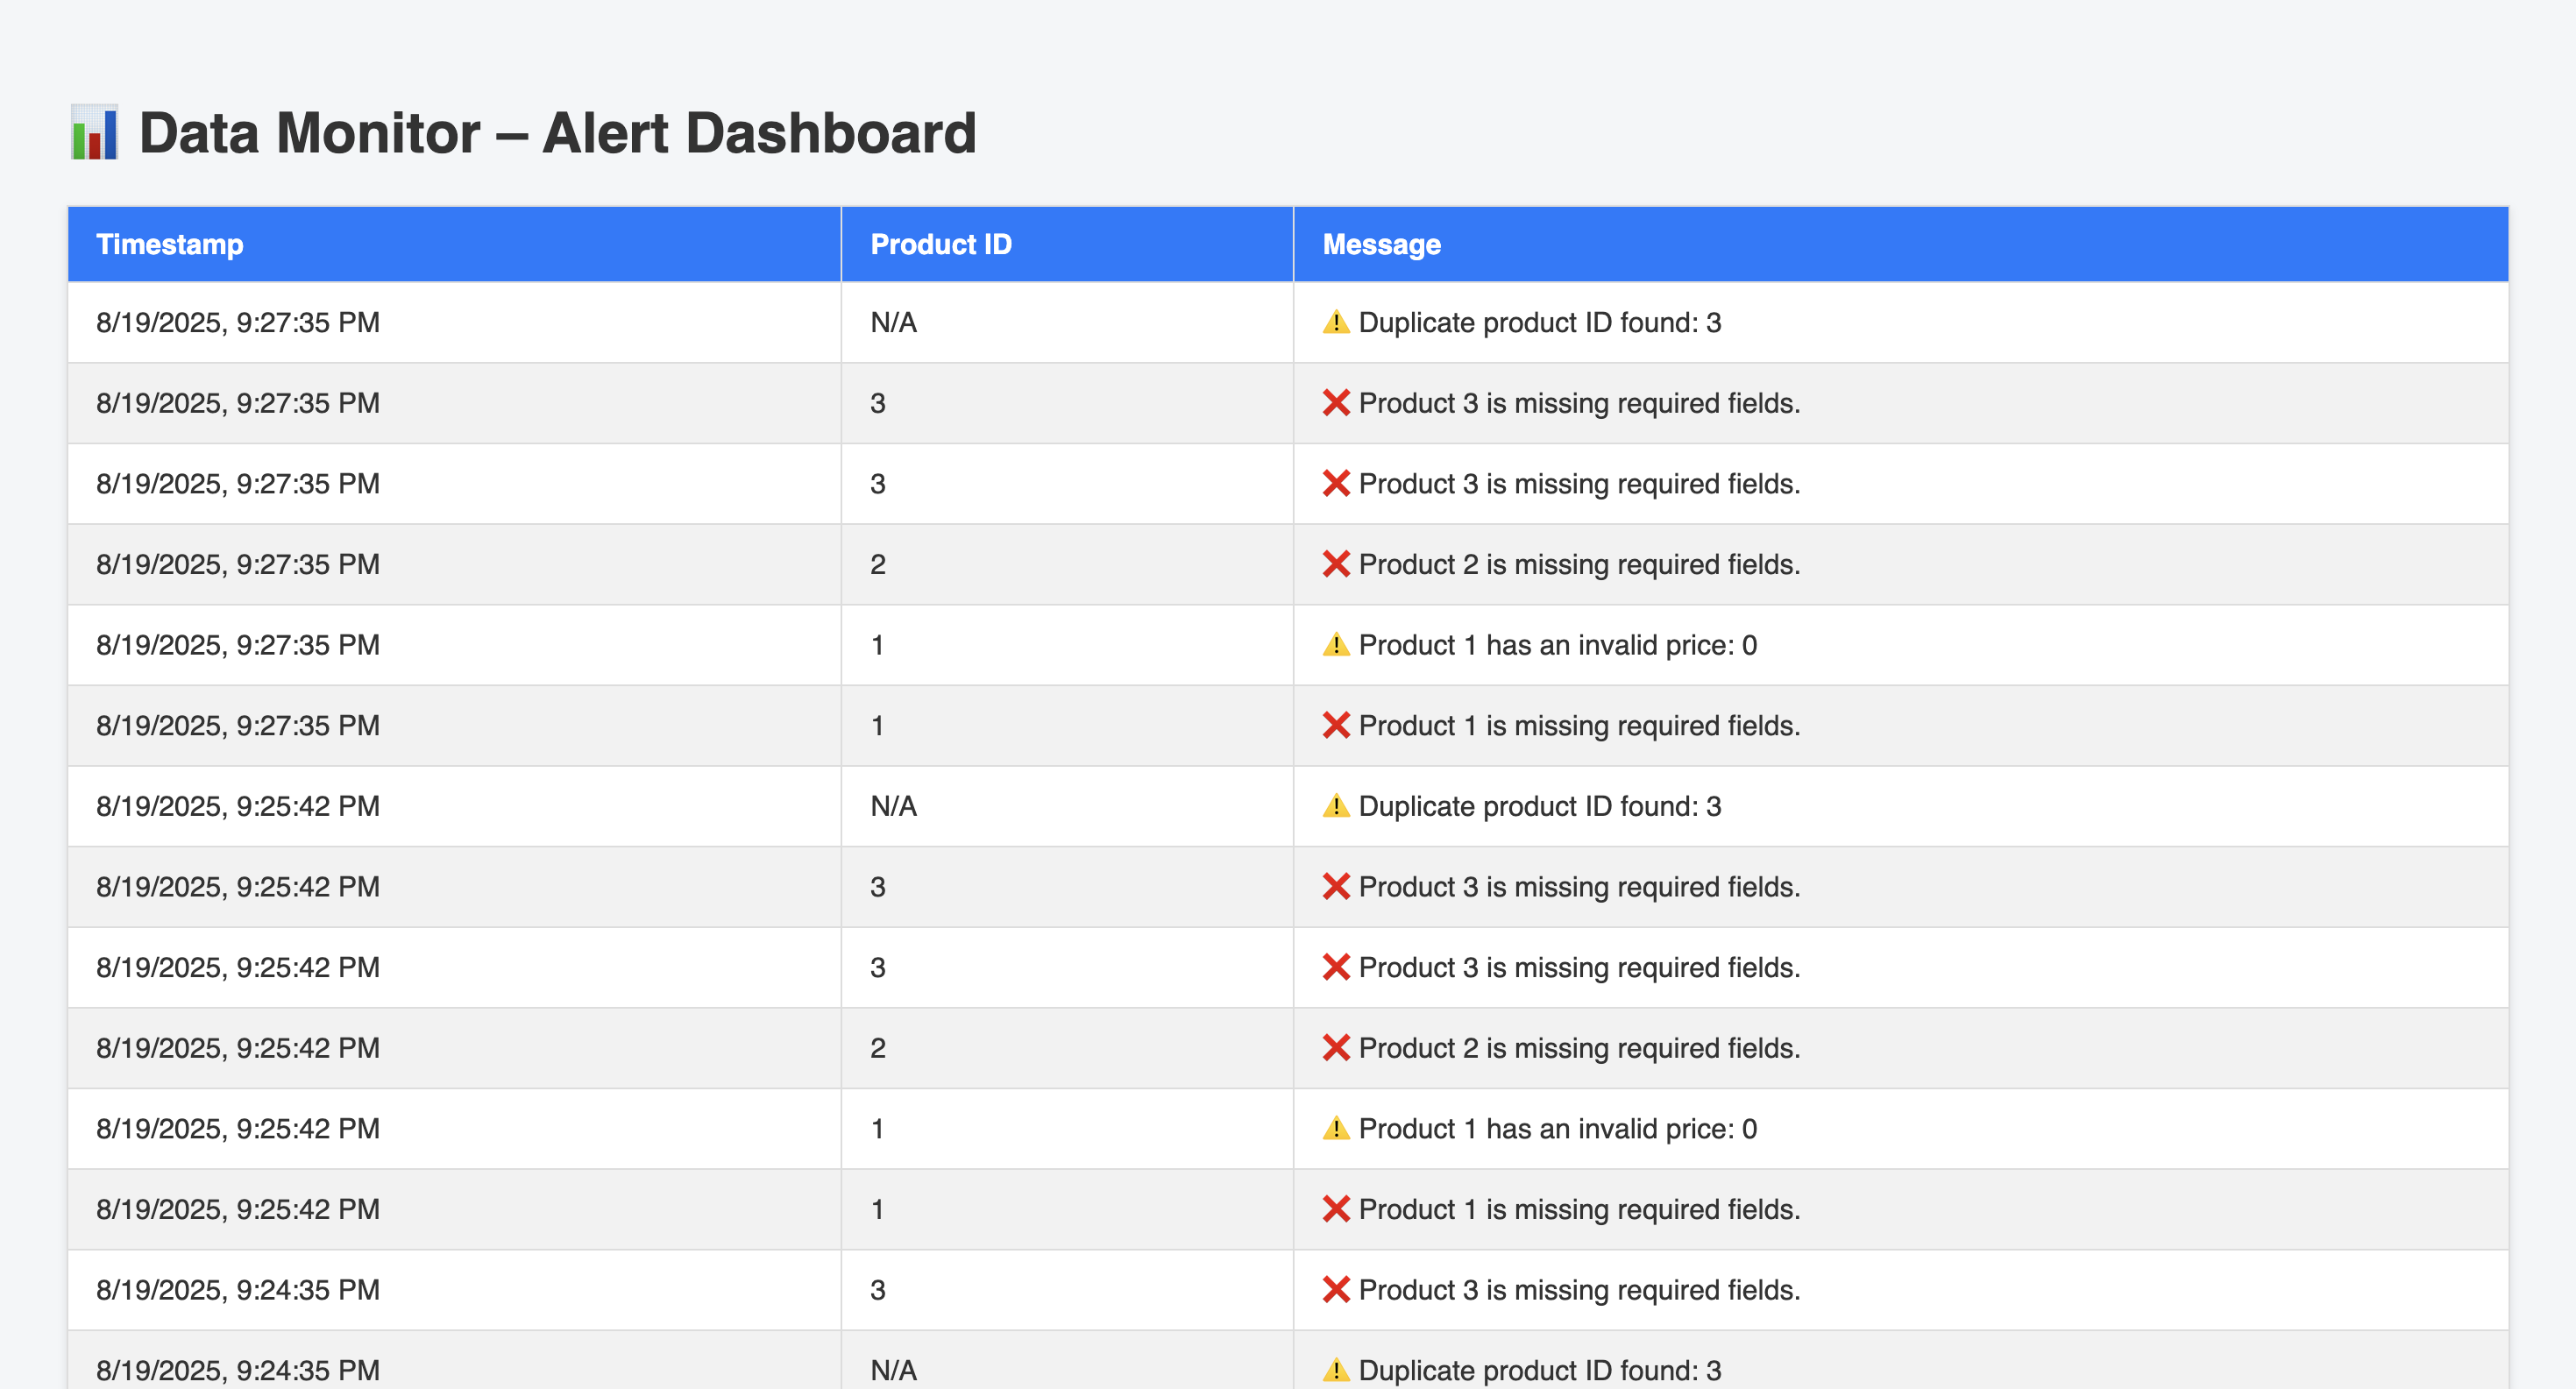 📊 Data Monitor – Alert Dashboard
Timestamp Product ID Message
8/19/2025, 9:27:35 PM N/A ⚠️ Duplicate product ID found: 3
8/19/2025, 9:27:35 PM 3 ❌ Product 3 is missing required fields.
8/19/2025, 9:27:35 PM 3 ❌ Product 3 is missing required fields.
8/19/2025, 9:27:35 PM 2 ❌ Product 2 is missing required fields.
8/19/2025, 9:27:35 PM 1 ⚠️ Product 1 has an invalid price: 0
8/19/2025, 9:27:35 PM 1 ❌ Product 1 is missing required fields.
8/19/2025, 9:25:42 PM N/A ⚠️ Duplicate product ID found: 3
8/19/2025, 9:25:42 PM 3 ❌ Product 3 is missing required fields.
8/19/2025, 9:25:42 PM 3 ❌ Product 3 is missing required fields.
8/19/2025, 9:25:42 PM 2 ❌ Product 2 is missing required fields.
8/19/2025, 9:25:42 PM 1 ⚠️ Product 1 has an invalid price: 0
8/19/2025, 9:25:42 PM 1 ❌ Product 1 is missing required fields.
8/19/2025, 9:24:35 PM 3 ❌ Product 3 is missing required fields.
8/19/2025, 9:24:35 PM N/A ⚠️ Duplicate product ID found: 3